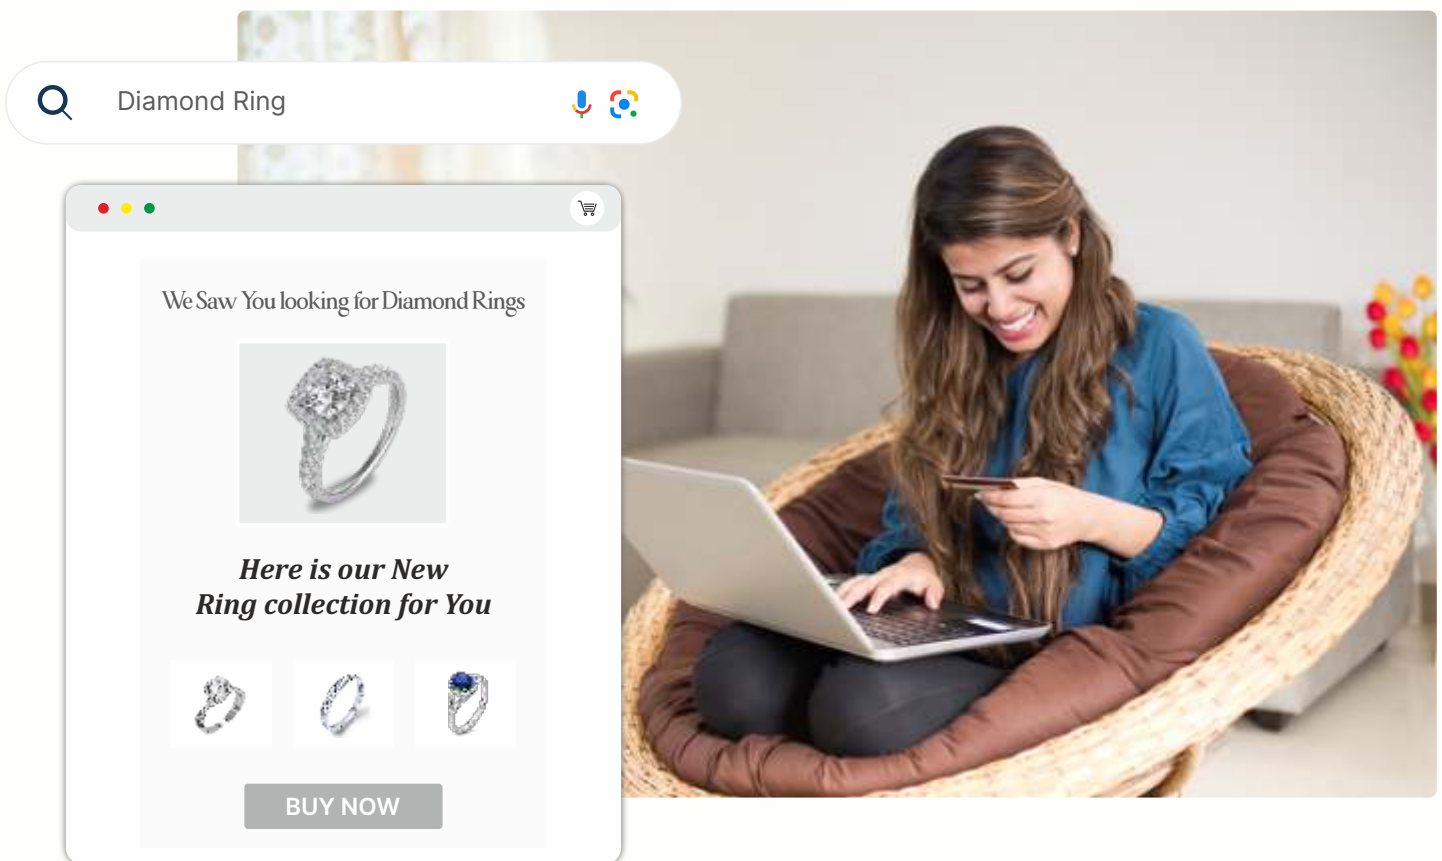 Diamond Ring
We Saw You looking for Diamond Rings
Here is our New
Ring collection for You
BUY NOW